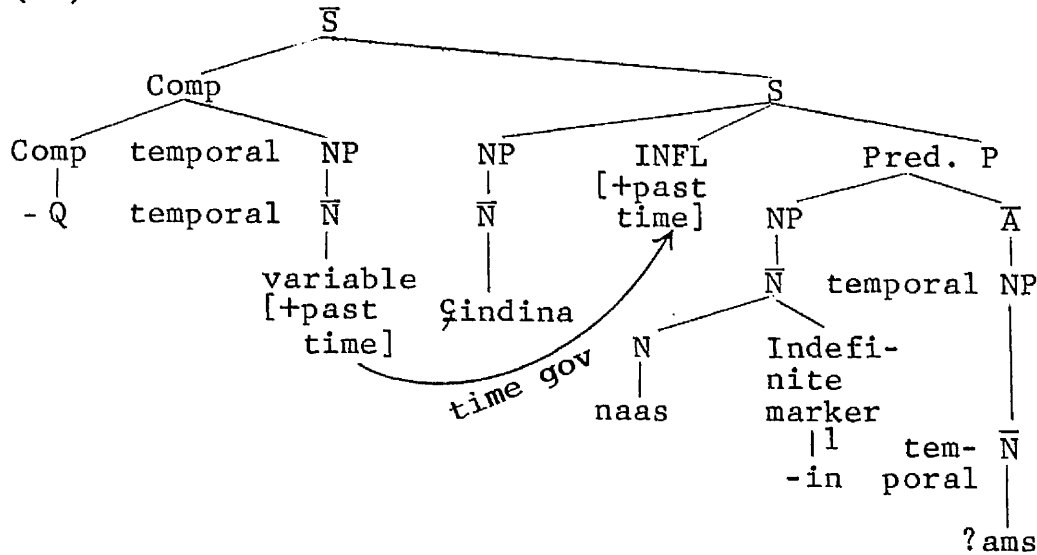 S̅
Comp S
Comp temporal NP NP INFL Pred. P
[+past
time]
- Q temporal N̅ N̅ NP A̅
variable
[+past
time]
çindina N̅ temporal NP
time gov
N Indefi-
nite
marker
naas
-in tem-
poral N̅
?ams